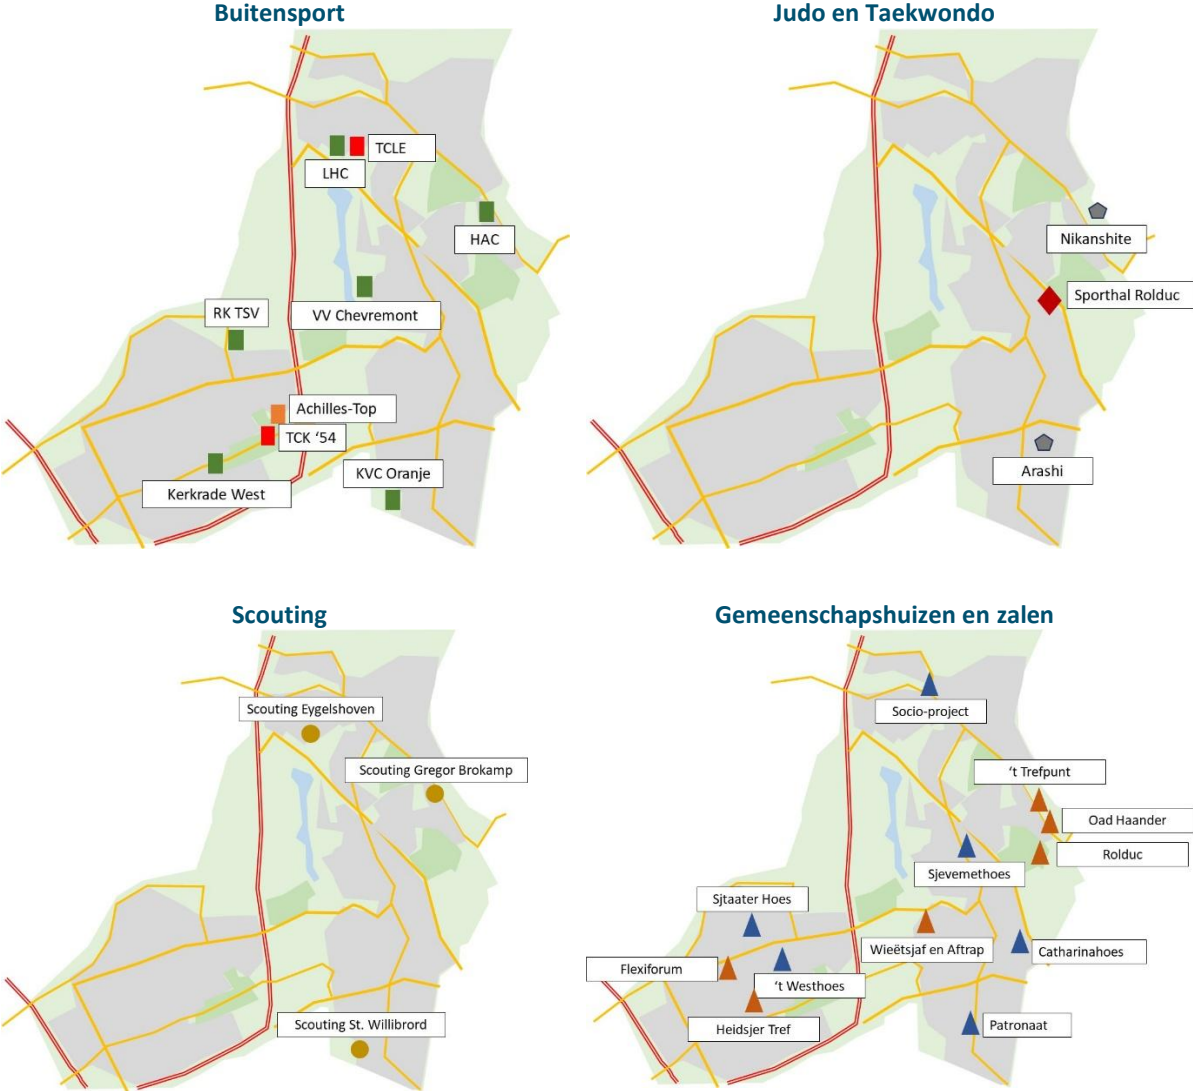 Buitensport
TCLE
LHC
HAC
RK TSV
VV Chevremont
Achilles-Top
TCK ‘54
KVC Oranje
Kerkrade West
Judo en Taekwondo
Nikanshite
Sporthal Rolduc
Arashi
Scouting
Scouting Eygelshoven
Scouting Gregor Brokamp
Scouting St. Willibrord
Gemeenschapshuizen en zalen
Socio-project
‘t Trefpunt
Oad Haander
Rolduc
Sjevemethoes
Sjtaater Hoes
Wieëtsjaf en Aftrap
Catharinahoes
Flexiforum
‘t Westhoes
Heidsjer Tref
Patronaat